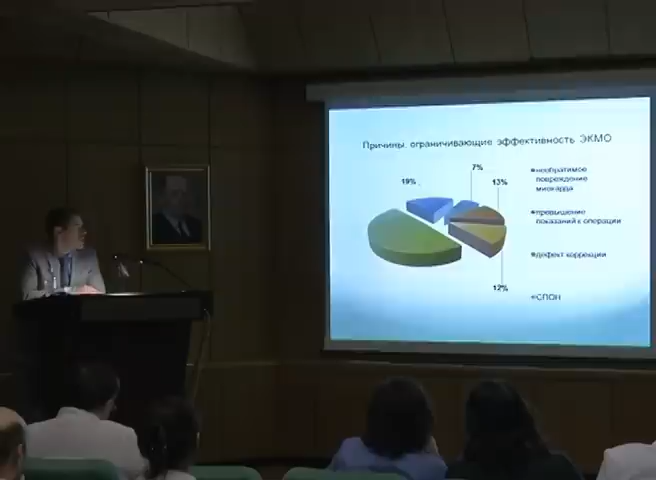 Причины, ограничивающие эффективность ЭКМО
7%
19%
13%
необратимое
повреждение
миокарда
превышение
показаний к операции
дефект коррекции
12%
СПОН